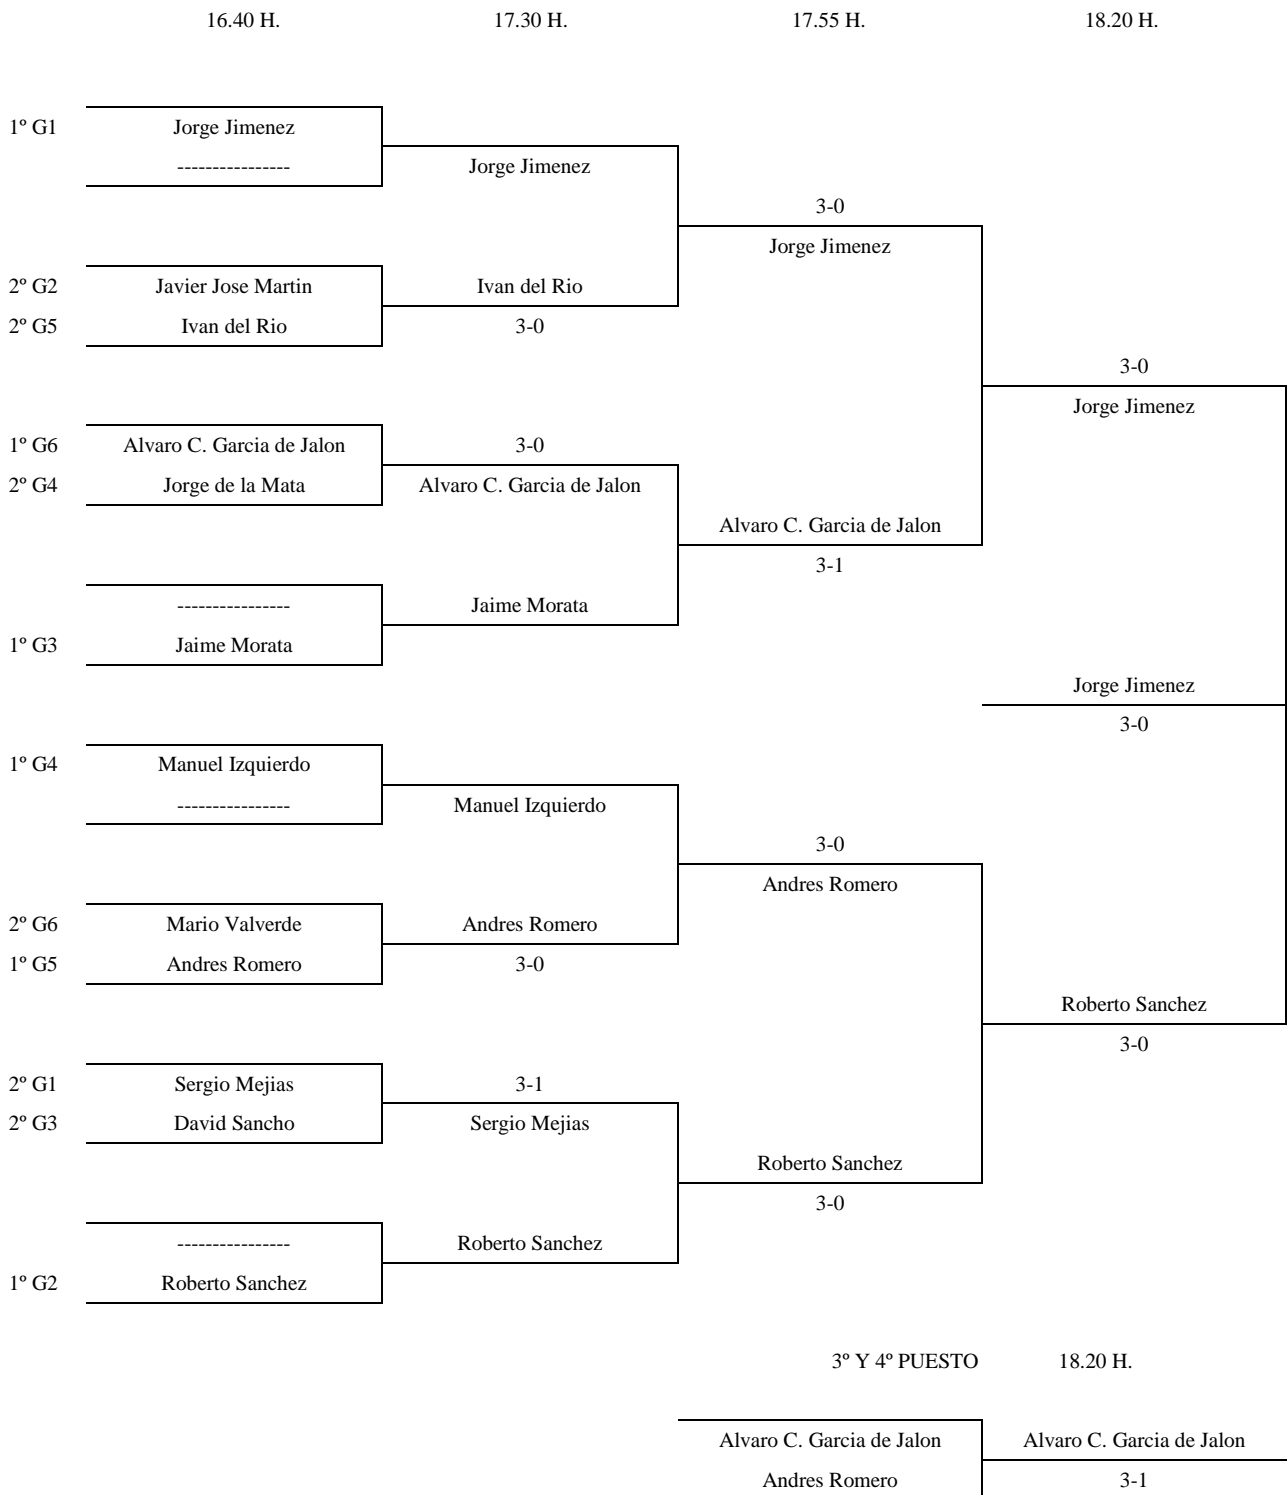 16.40 H. 17.30 H. 17.55 H. 18.20 H.
1º G1 Jorge Jimenez
---------------- Jorge Jimenez
3-0
Jorge Jimenez
2º G2 Javier Jose Martin Ivan del Rio
2º G5 Ivan del Rio 3-0
3-0
Jorge Jimenez
1º G6 Alvaro C. Garcia de Jalon 3-0
2º G4 Jorge de la Mata Alvaro C. Garcia de Jalon
Alvaro C. Garcia de Jalon
3-1
---------------- Jaime Morata
1º G3 Jaime Morata
Jorge Jimenez
3-0
1º G4 Manuel Izquierdo
---------------- Manuel Izquierdo
3-0
Andres Romero
2º G6 Mario Valverde Andres Romero
1º G5 Andres Romero 3-0
Roberto Sanchez
3-0
2º G1 Sergio Mejias 3-1
2º G3 David Sancho Sergio Mejias
Roberto Sanchez
3-0
---------------- Roberto Sanchez
1º G2 Roberto Sanchez
3º Y 4º PUESTO 18.20 H.
Alvaro C. Garcia de Jalon Alvaro C. Garcia de Jalon
Andres Romero 3-1